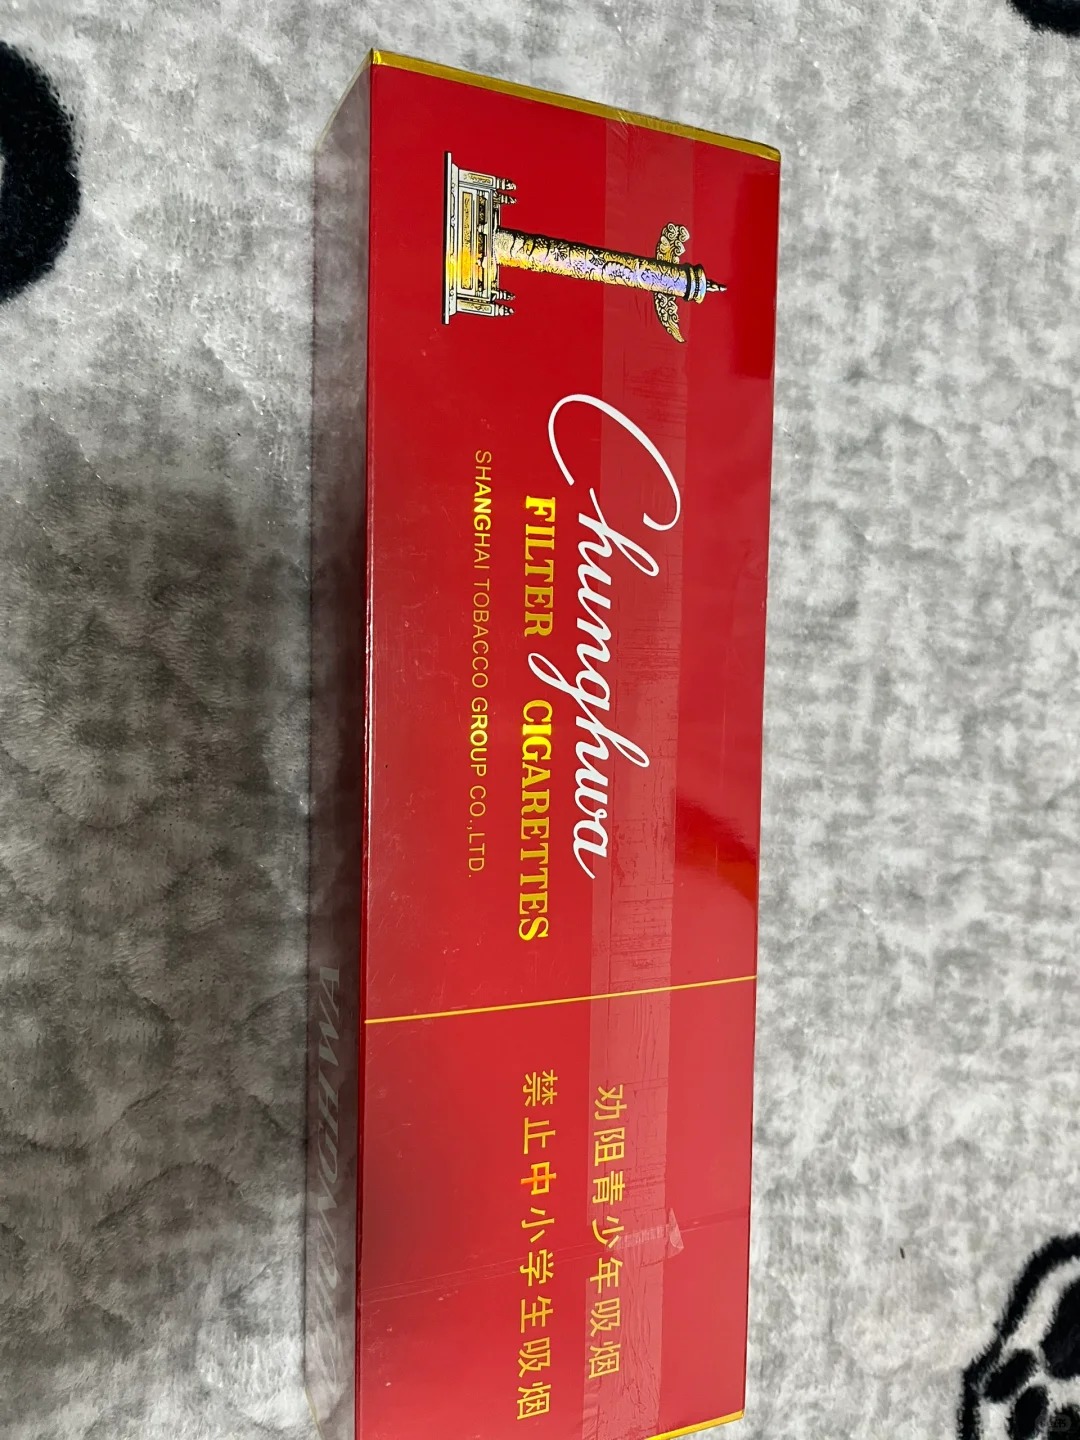 Chunghwa
FILTER CIGARETTES
SHANGHAI TOBACCO GROUP CO.,LTD.
劝阻青少年吸烟
禁止中小学生吸烟